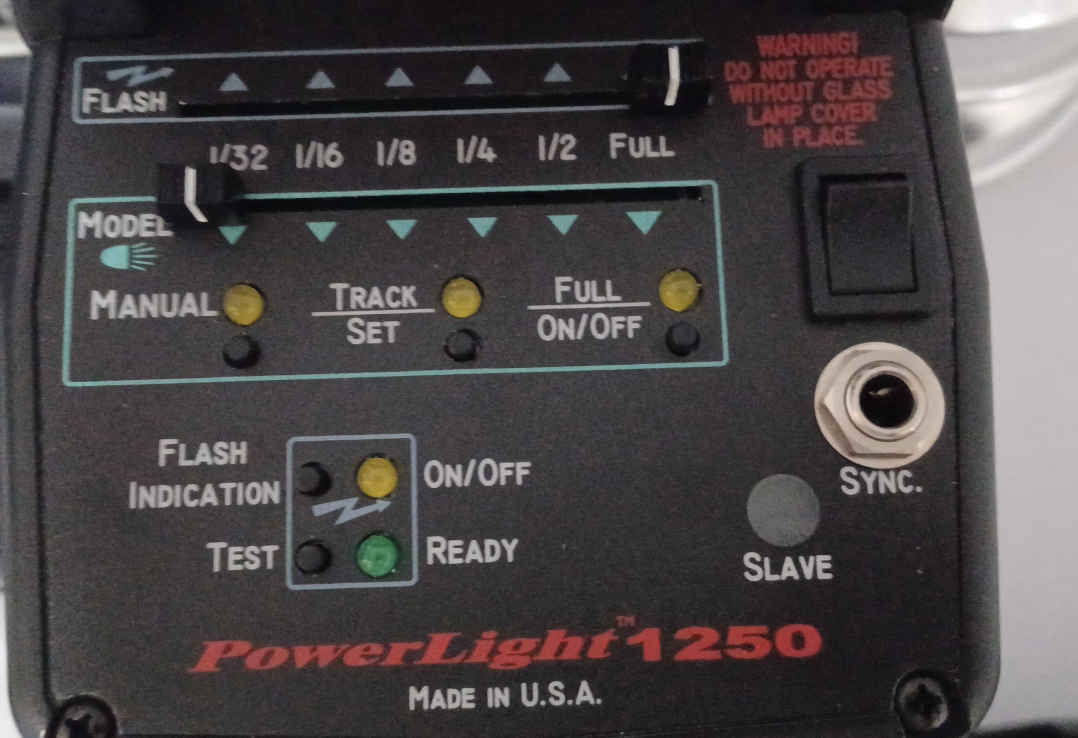 FLASH
WARNING!
DO NOT OPERATE
WITHOUT GLASS
LAMP COVER
IN PLACE.
1/32 1/16 1/8 1/4 1/2 FULL
MODEL
MANUAL
TRACK
SET
FULL
ON/OFF
FLASH
INDICATION
ON/OFF
TEST
READY
SYNC.
SLAVE
PowerLight™1250
MADE IN U.S.A.